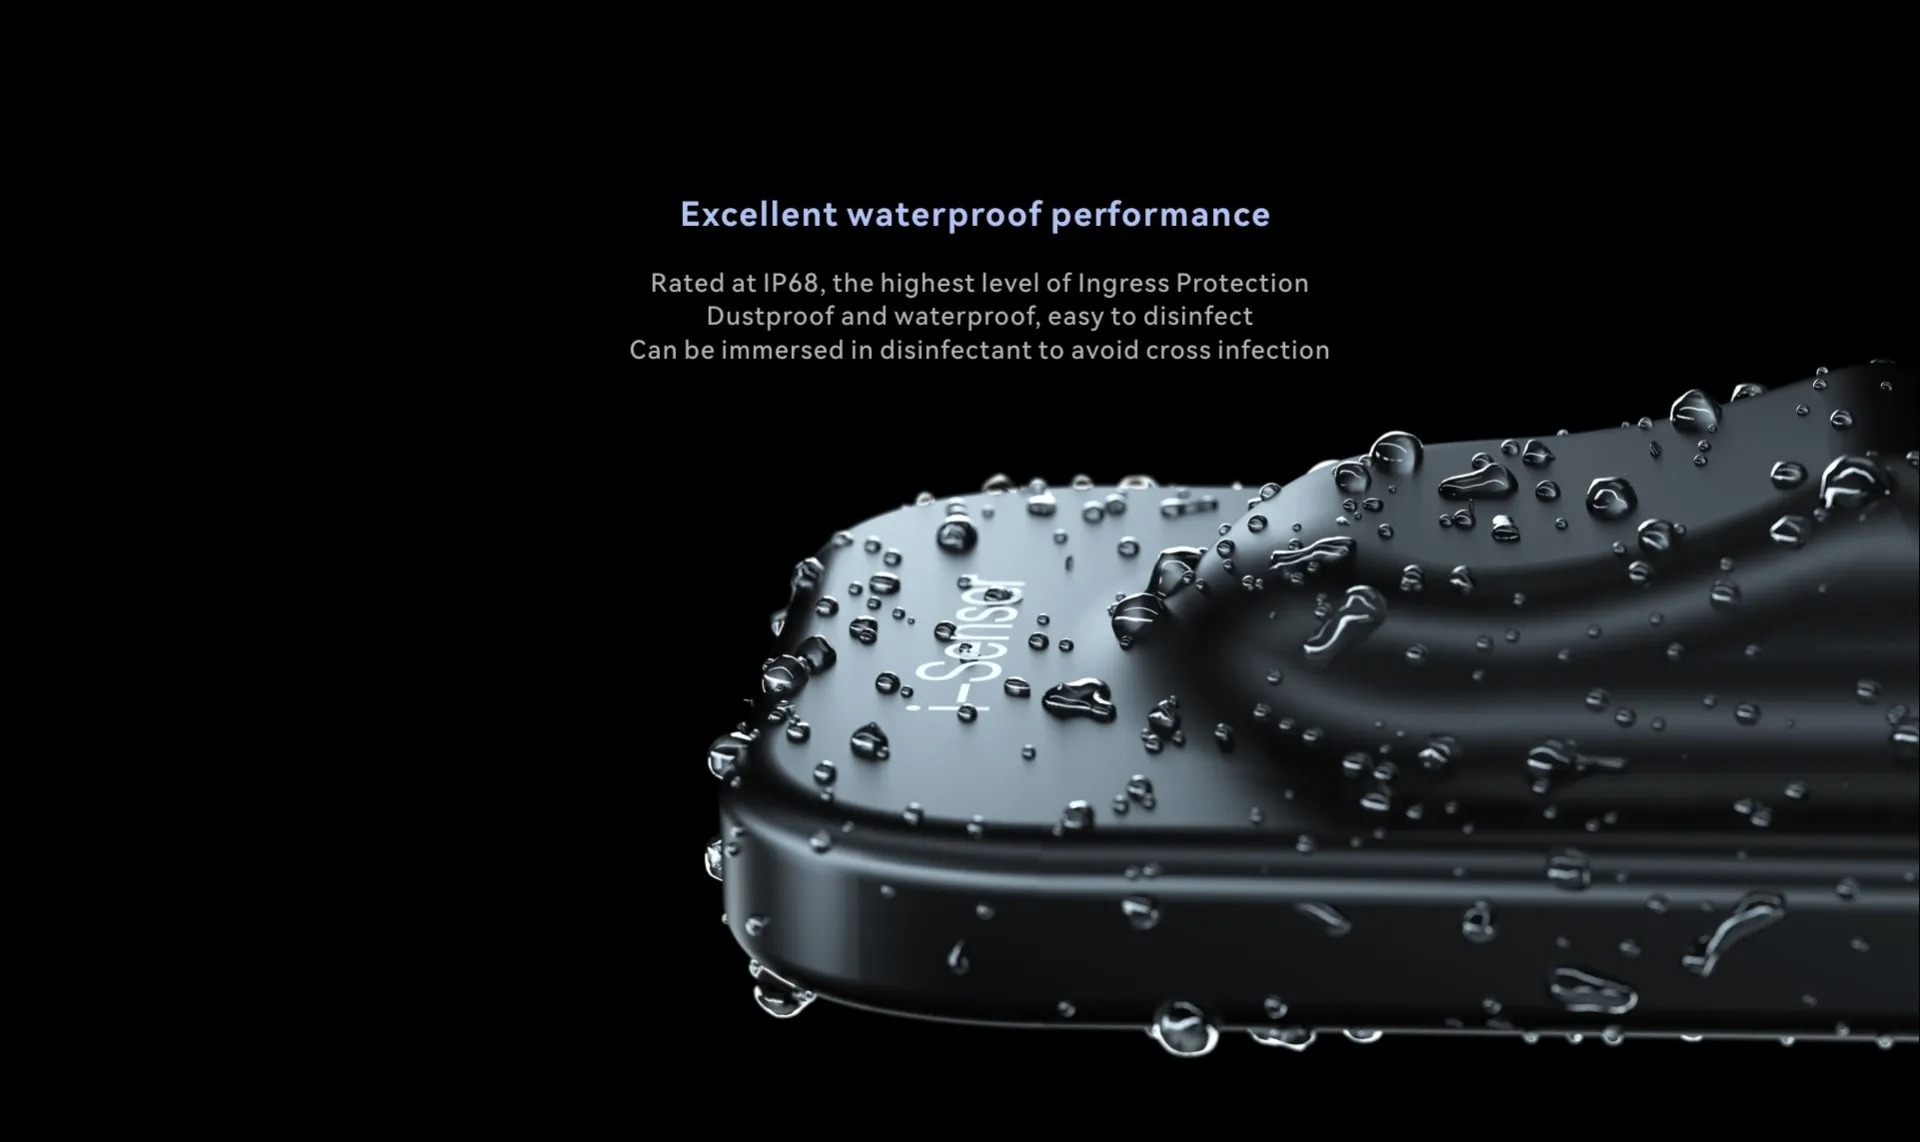 Excellent waterproof performance
Rated at IP68, the highest level of Ingress Protection
Dustproof and waterproof, easy to disinfect
Can be immersed in disinfectant to avoid cross infection
i-Sensor